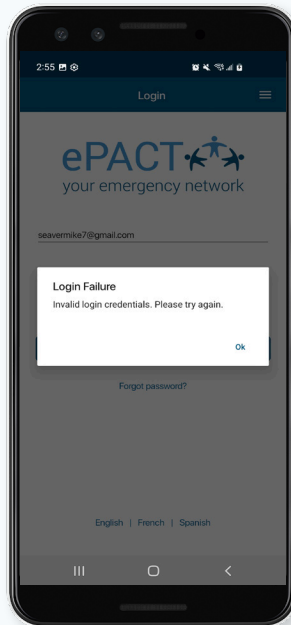 2:55
Login
ePACT
your emergency network
seavermike7@gmail.com
Login Failure
Invalid login credentials. Please try again.
Ok
Forgot password?
English | French | Spanish